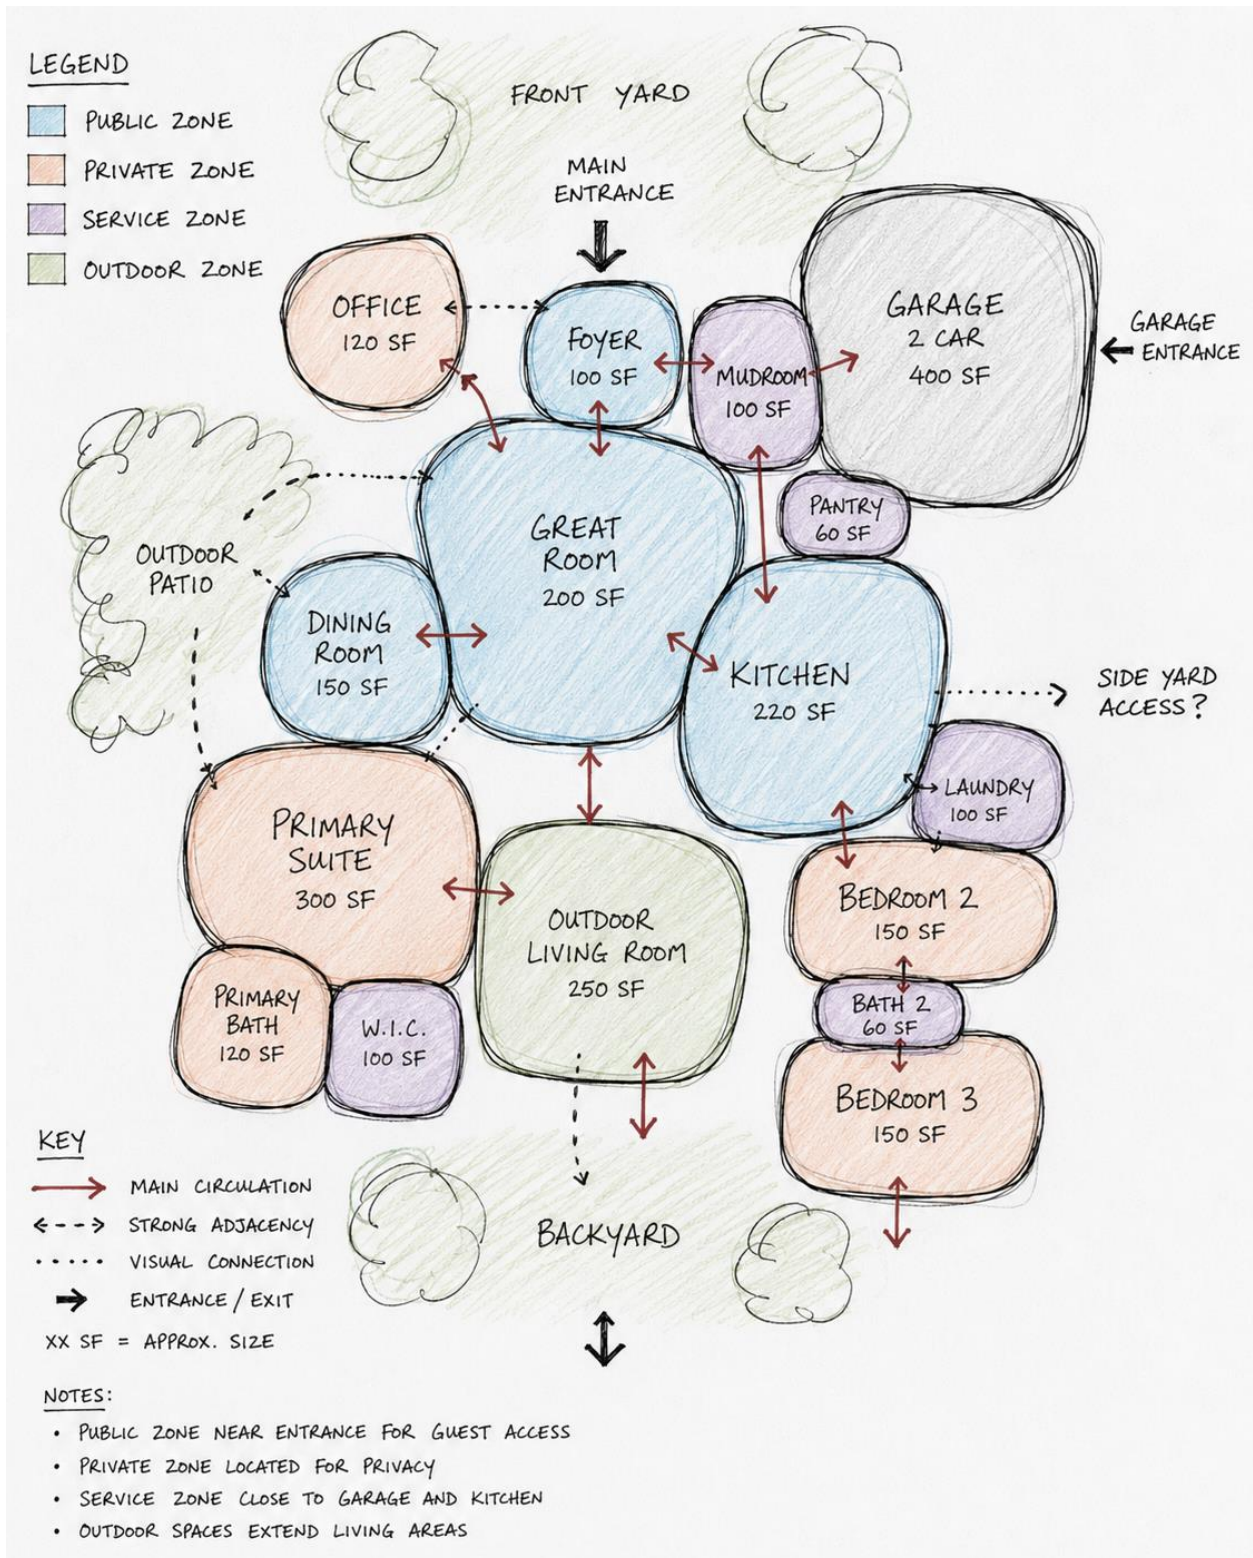 LEGEND
PUBLIC ZONE
PRIVATE ZONE
SERVICE ZONE
OUTDOOR ZONE
FRONT YARD
MAIN
ENTRANCE
OFFICE
120 SF
FOYER
100 SF
MUDROOM
100 SF
GARAGE
2 CAR
400 SF
GARAGE
ENTRANCE
PANTRY
60 SF
GREAT
ROOM
200 SF
OUTDOOR
PATIO
DINING
ROOM
150 SF
KITCHEN
220 SF
SIDE YARD
ACCESS?
LAUNDRY
100 SF
PRIMARY
SUITE
300 SF
OUTDOOR
LIVING ROOM
250 SF
BEDROOM 2
150 SF
PRIMARY
BATH
120 SF
W.I.C.
100 SF
BATH 2
60 SF
BEDROOM 3
150 SF
BACKYARD
KEY
MAIN CIRCULATION
STRONG ADJACENCY
VISUAL CONNECTION
ENTRANCE / EXIT
XX SF = APPROX. SIZE
NOTES:
• PUBLIC ZONE NEAR ENTRANCE FOR GUEST ACCESS
• PRIVATE ZONE LOCATED FOR PRIVACY
• SERVICE ZONE CLOSE TO GARAGE AND KITCHEN
• OUTDOOR SPACES EXTEND LIVING AREAS